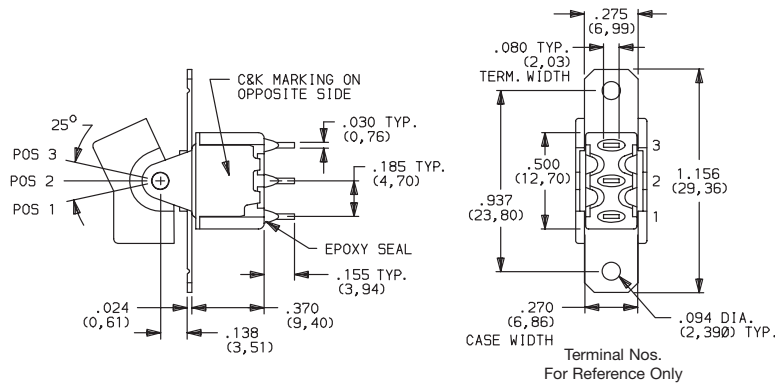 C&K MARKING ON
OPPOSITE SIDE
25°
POS 3
POS 2
POS 1
.030 TYP.
(0,76)
.185 TYP.
(4,70)
EPOXY SEAL
.155 TYP.
(3,94)
.024
(0,61)
.370
(9,40)
.138
(3,51)
.275
(6,99)
.080 TYP.
(2,03)
TERM. WIDTH
3
2
1
.500
(12,70)
1.156
(29,36)
.937
(23,80)
.270
(6,86)
CASE WIDTH
.094 DIA.
(2,390) TYP.
Terminal Nos.
For Reference Only